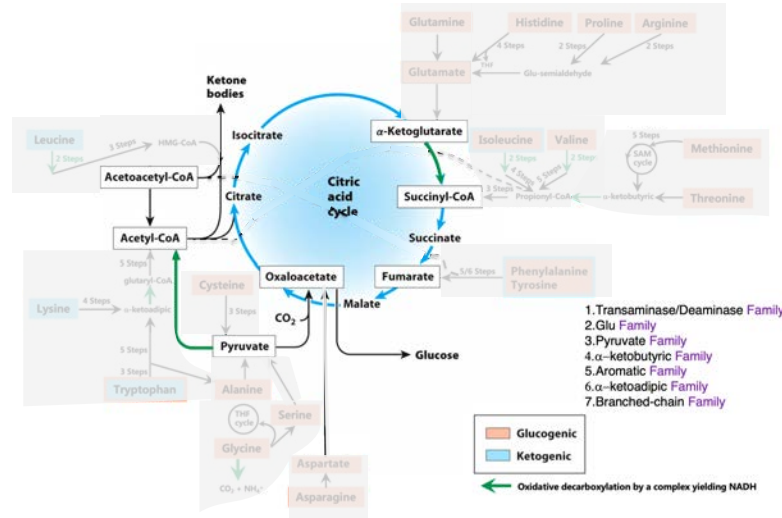 Glutamine
Histidine
Proline
Arginine
4 Steps
THF
2 Steps
2 Steps
Glutamate
Glu-semialdehyde
Ketone
bodies
Isocitrate
α-Ketoglutarate
Leucine
2 Steps
3 Steps
HMG-CoA
Isoleucine
2 Steps
Valine
2 Steps
5 Steps
SAM
cycle
Methionine
Acetoacetyl-CoA
Citrate
Citric
acid
cycle
Succinyl-CoA
3 Steps
4 Steps
5 Steps
Propionyl-CoA
α-ketobutyric
Threonine
Acetyl-CoA
Succinate
5 Steps
glutaryl-CoA
Cysteine
Oxaloacetate
Fumarate
5/6 Steps
Phenylalanine
Tyrosine
Lysine
4 Steps
α-ketoadipic
3 Steps
CO₂
Malate
Pyruvate
Glucose
5 Steps
3 Steps
Tryptophan
Alanine
THF
cycle
Serine
Glycine
CO₂ + NH₄⁺
Aspartate
Asparagine
1.Transaminase/Deaminase Family
2.Glu Family
3.Pyruvate Family
4.α-ketobutyric Family
5.Aromatic Family
6.α-ketoadipic Family
7.Branched-chain Family
Glucogenic
Ketogenic
Oxidative decarboxylation by a complex yielding NADH